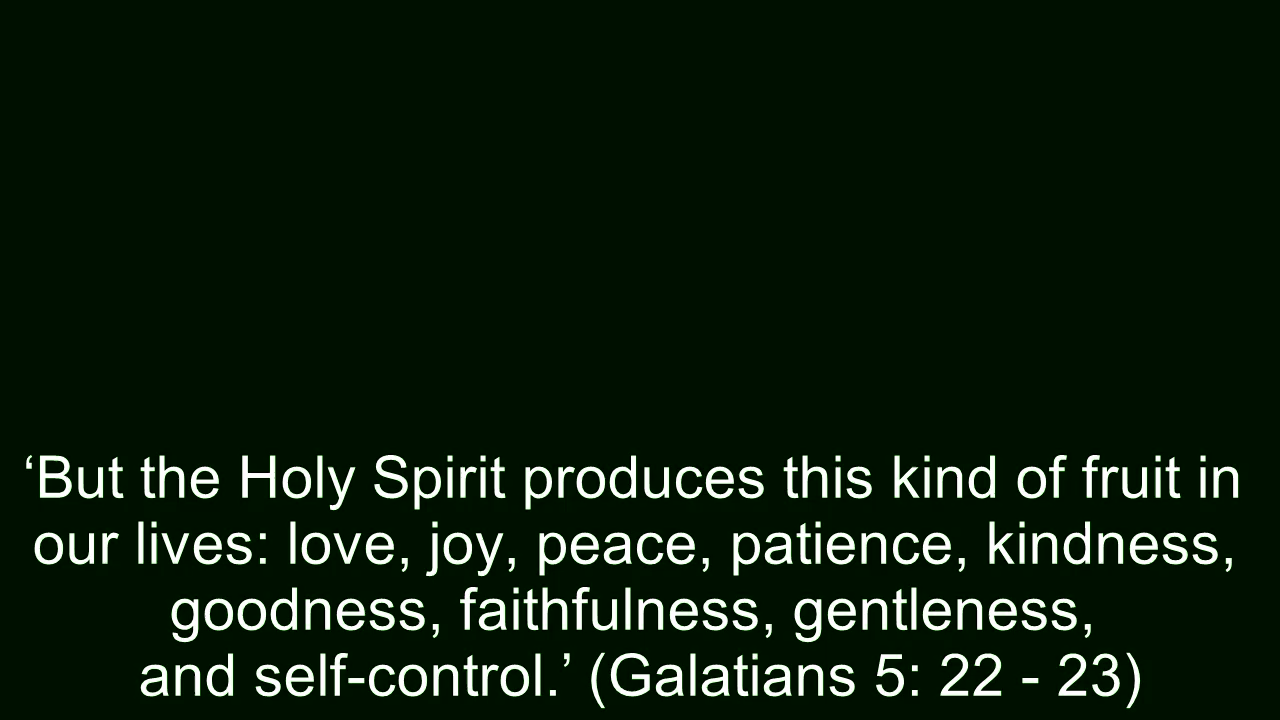 ‘But the Holy Spirit produces this kind of fruit in
our lives: love, joy, peace, patience, kindness,
goodness, faithfulness, gentleness,
and self-control.’ (Galatians 5: 22 - 23)